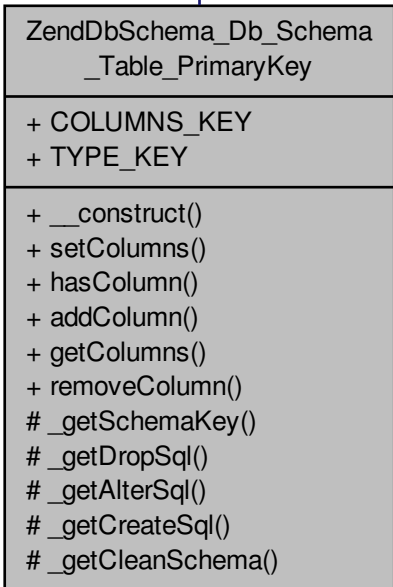 ZendDbSchema_Db_Schema
_Table_PrimaryKey
+ COLUMNS_KEY
+ TYPE_KEY
+ __construct()
+ setColumns()
+ hasColumn()
+ addColumn()
+ getColumns()
+ removeColumn()
# _getSchemaKey()
# _getDropSql()
# _getAlterSql()
# _getCreateSql()
# _getCleanSchema()